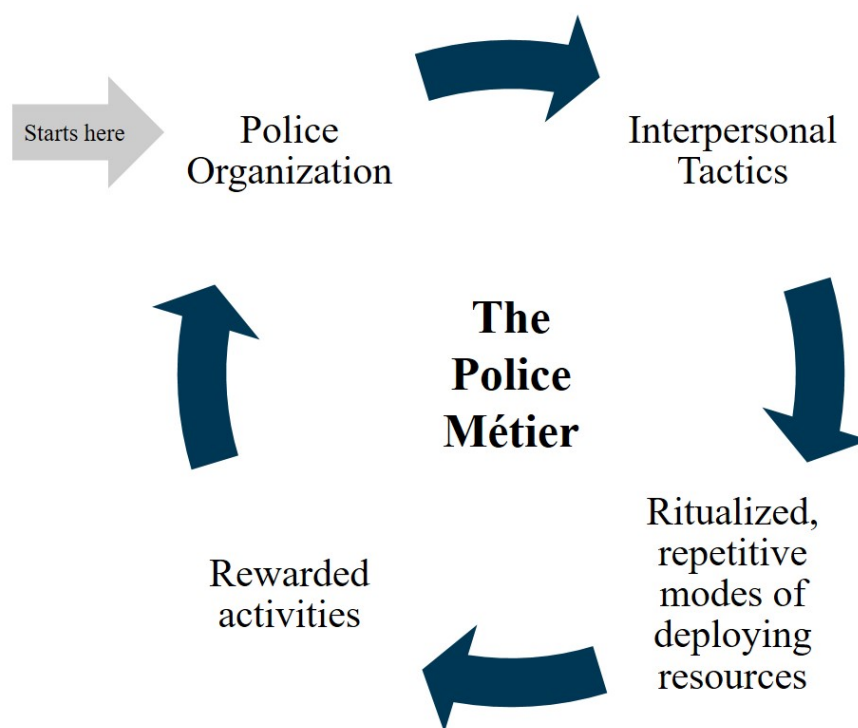 Starts here
Police
Organization
Interpersonal
Tactics
The
Police
Métier
Ritualized,
repetitive
modes of
deploying
resources
Rewarded
activities